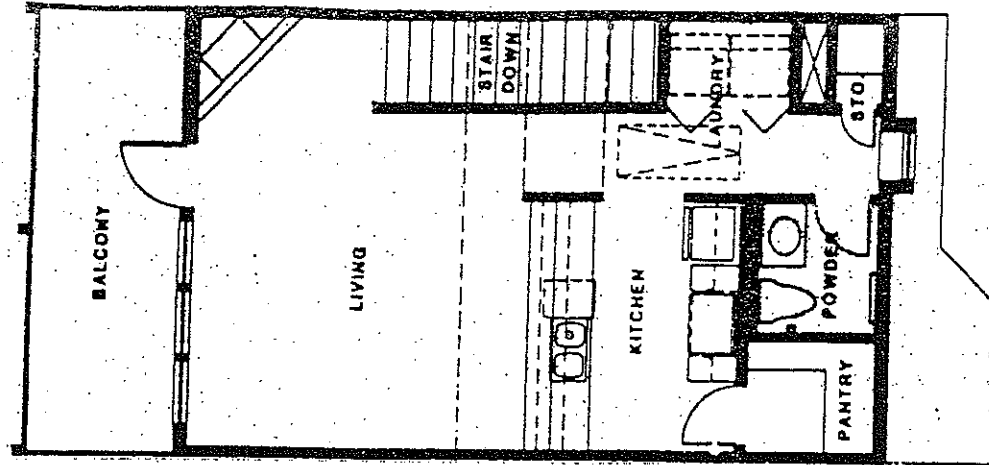 BALCONY
LIVING
STAIR
DOWN
KITCHEN
LAUNDRY
STO.
POWDER
PANTRY